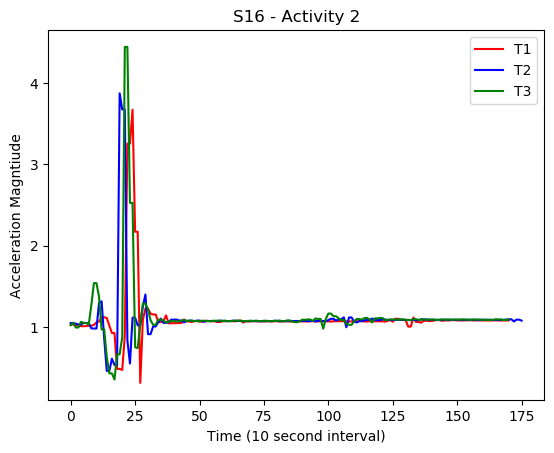 S16 - Activity 2
T1
T2
T3
Acceleration Magntiude
4
3
2
1
0
25
50
75
100
125
150
175
Time (10 second interval)